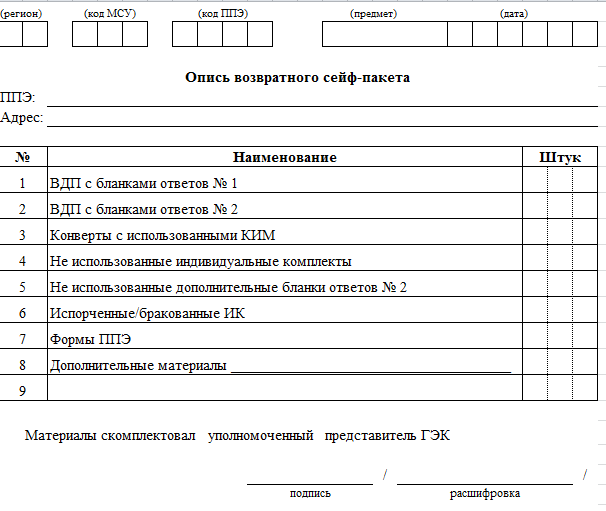 (регион) (код МСУ) (код ППЭ) (предмет) (дата)
Опись возвратного сейф-пакета
ППЭ:
Адрес:
№ Наименование Штук
1 ВДП с бланками ответов № 1
2 ВДП с бланками ответов № 2
3 Конверты с использованными КИМ
4 Не использованные индивидуальные комплекты
5 Не использованные дополнительные бланки ответов № 2
6 Испорченные/бракованные ИК
7 Формы ППЭ
8 Дополнительные материалы ________________________________________
9
Материалы скомплектовал уполномоченный представитель ГЭК
/ /
подпись расшифровка